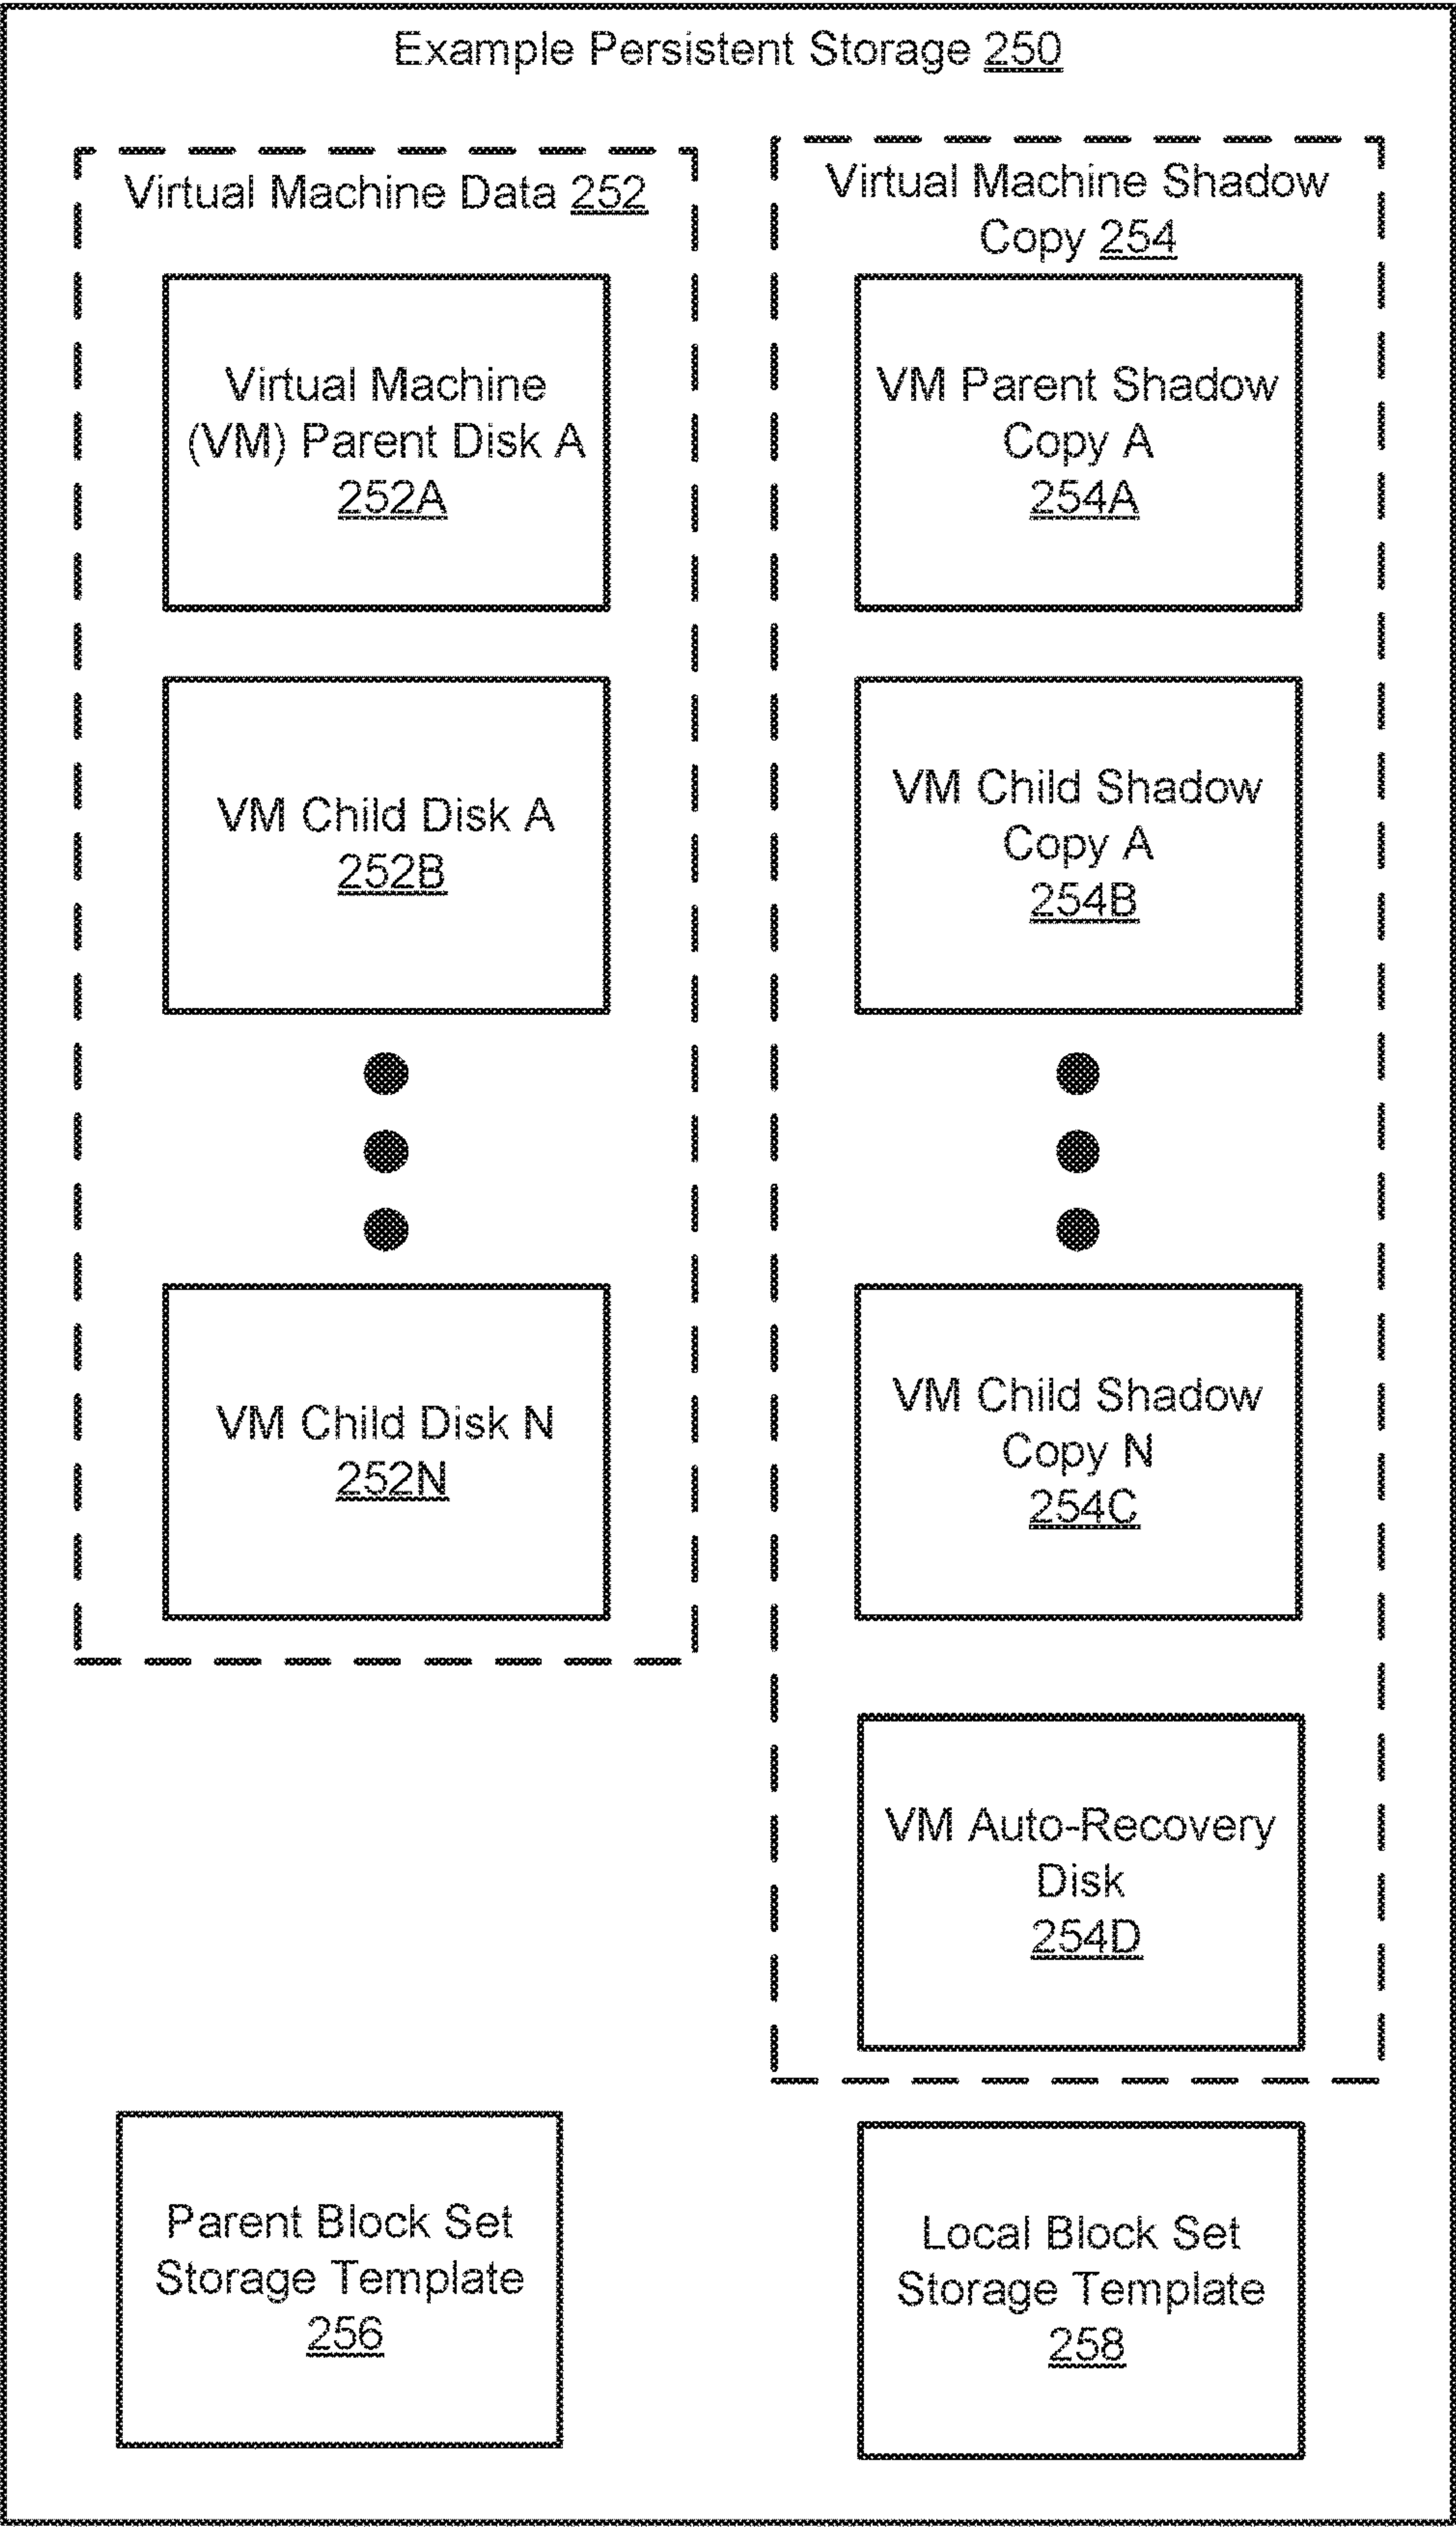 Example Persistent Storage 250
Virtual Machine Data 252
Virtual Machine
(VM) Parent Disk A
252A
VM Child Disk A
252B
VM Child Disk N
252N
Virtual Machine Shadow
Copy 254
VM Parent Shadow
Copy A
254A
VM Child Shadow
Copy A
254B
VM Child Shadow
Copy N
254C
VM Auto-Recovery
Disk
254D
Parent Block Set
Storage Template
256
Local Block Set
Storage Template
258